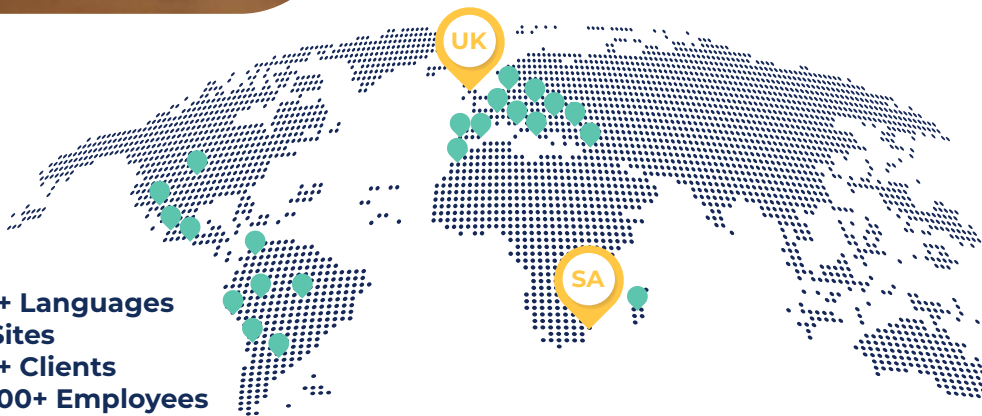 UK
SA
+ Languages
Sites
+ Clients
00+ Employees